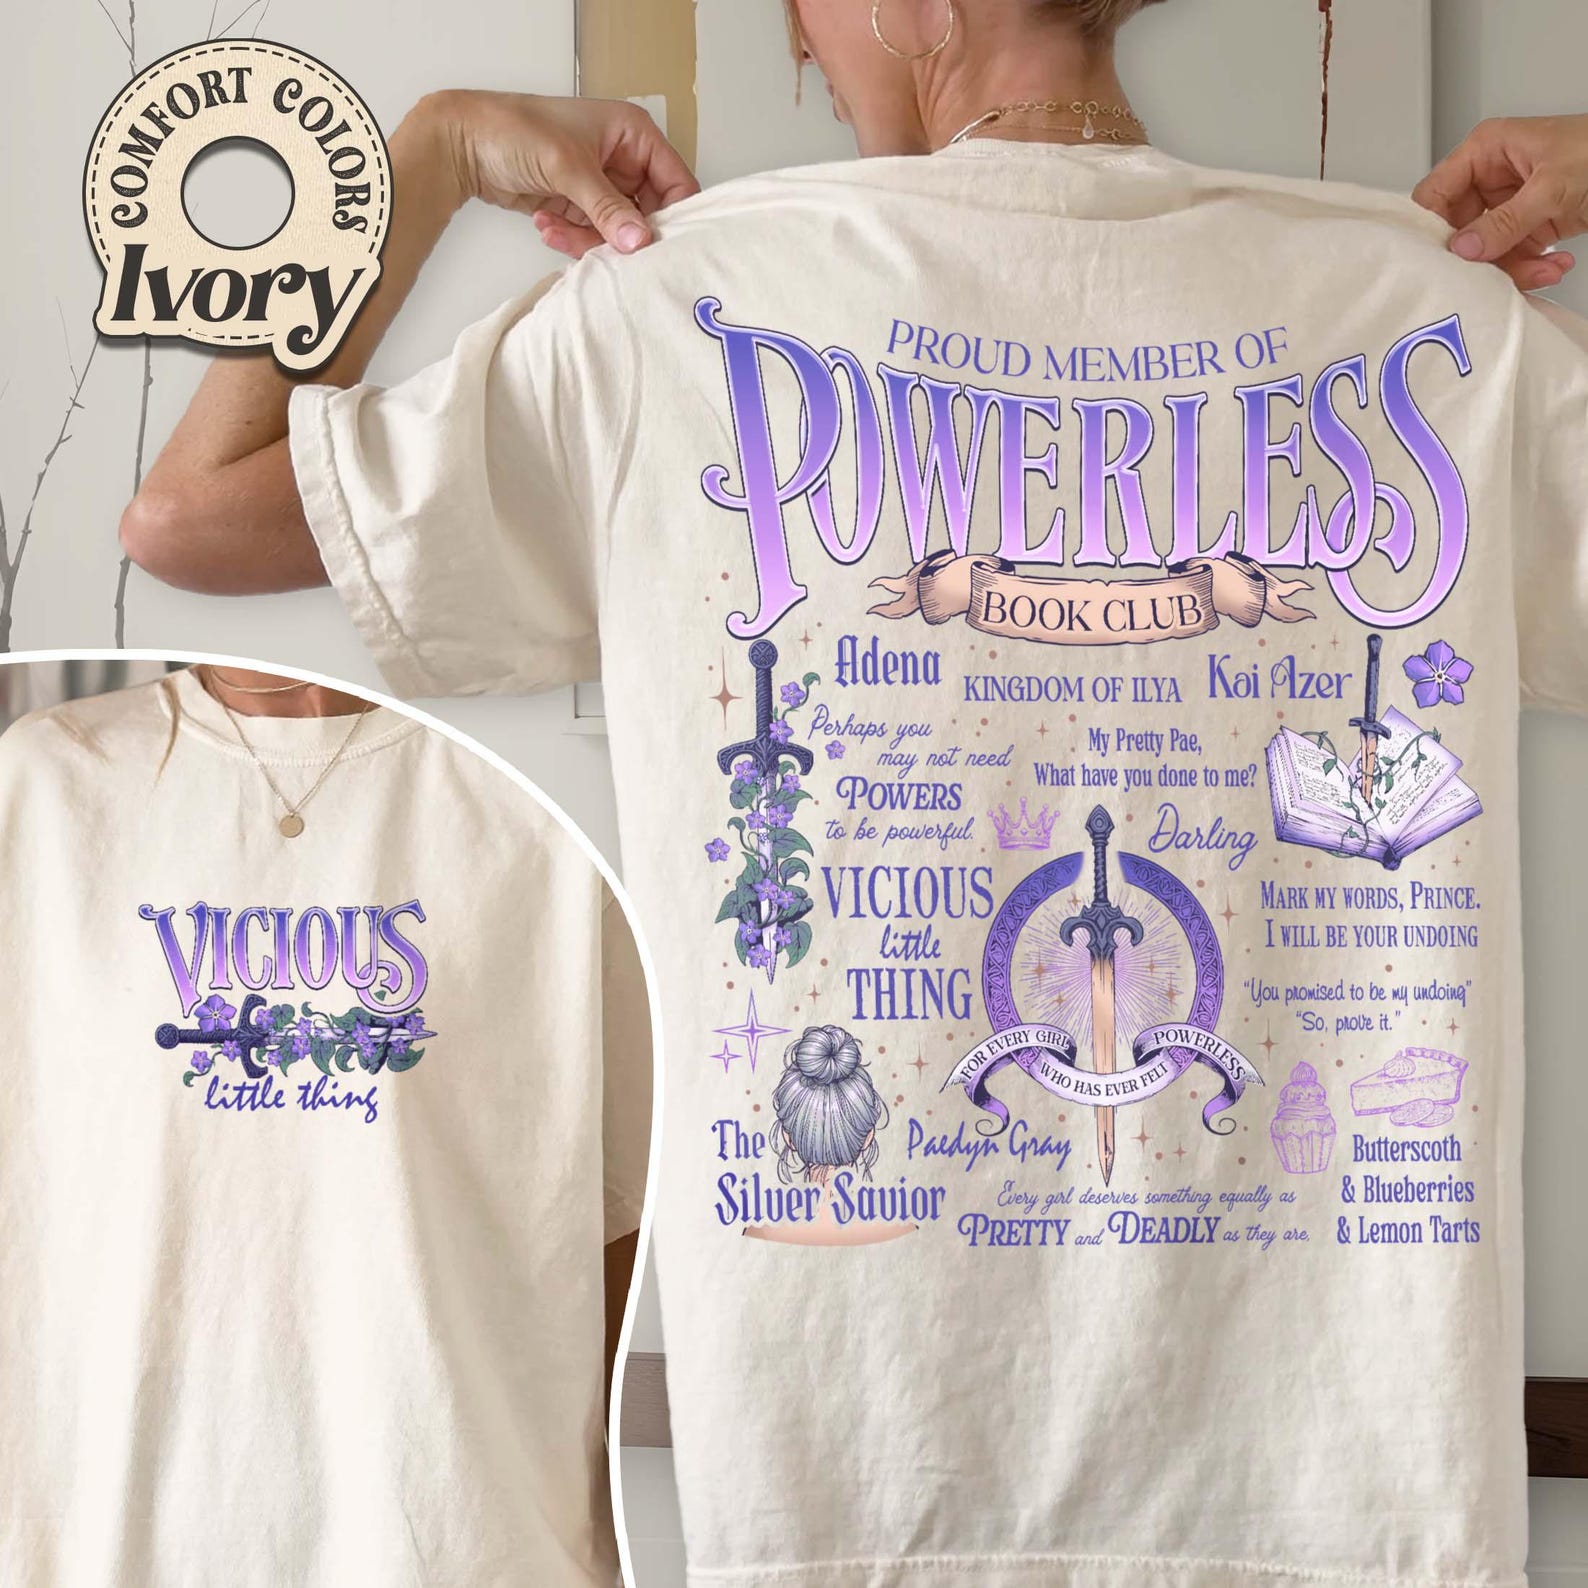 COMFORT COLORS
Ivory
PROUD MEMBER OF
POWERLESS
BOOK CLUB
Adena
KINGDOM OF ILYA
Kai Azer
Perhaps you
may not need
POWERS
to be powerful.
My Pretty Pae,
What have you done to me?
Darling
VICIOUS
little
THING
MARK MY WORDS, PRINCE.
I WILL BE YOUR UNDOING
"You promised to be my undoing"
"So, prove it."
FOR EVERY GIRL
WHO HAS EVER FELT
POWERLESS
The
Silver Savior
Paedyn Gray
Every girl deserves something equally as
PRETTY and DEADLY as they are.
Butterscoth
& Blueberries
& Lemon Tarts
VICIOUS
little thing